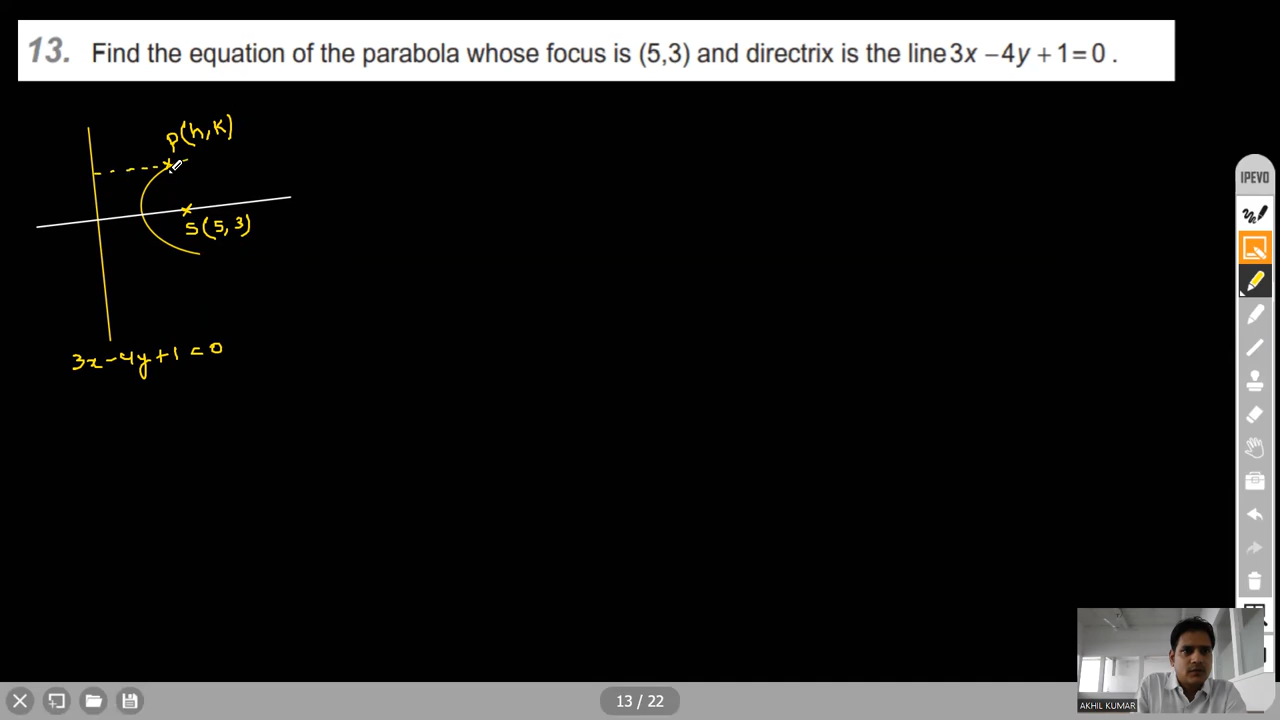 13. Find the equation of the parabola whose focus is (5,3) and directrix is the line 3x – 4y + 1 = 0 .
P(h, k)
S(5, 3)
3x – 4y + 1 = 0
IPEVO
13 / 22
AKHIL KUMAR